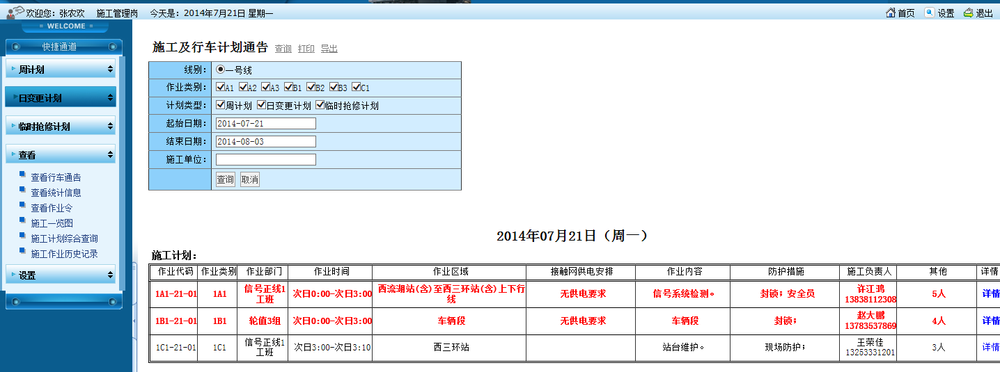 欢迎您：张农欢 施工管理岗 今天是：2014年7月21日 星期一 首页 设置 退出
= WELCOME =
快捷通道
周计划
日变更计划
临时抢修计划
查看
查看行车通告
查看统计信息
查看作业令
施工一览图
施工计划综合查询
施工作业历史记录
设置
施工及行车计划通告 查询 打印 导出
线别： 一号线
作业类别： A1 A2 A3 B1 B2 B3 C1
计划类型： 周计划 日变更计划 临时抢修计划
起始日期： 2014-07-21
结束日期： 2014-08-03
施工单位：
查询 取消
2014年07月21日（周一）
施工计划：
作业代码 作业类别 作业部门 作业时间 作业区域 接触网供电安排 作业内容 防护措施 施工负责人 其他 详情
1A1-21-01 1A1 信号正线1工班 次日0:00-次日3:00 西流湖站(含)至西三环站(含)上下行线 无供电要求 信号系统检测。 封锁；安全员 许江鸿 13838112308 5人 详情
1B1-21-01 1B1 轮值3组 次日0:00-次日3:00 车辆段 无供电要求 车辆段 封锁； 赵大鹏 13783537869 4人 详情
1C1-21-01 1C1 信号正线1工班 次日3:00-次日3:10 西三环站 站台维护。 现场防护； 王荣佳 13253331201 3人 详情